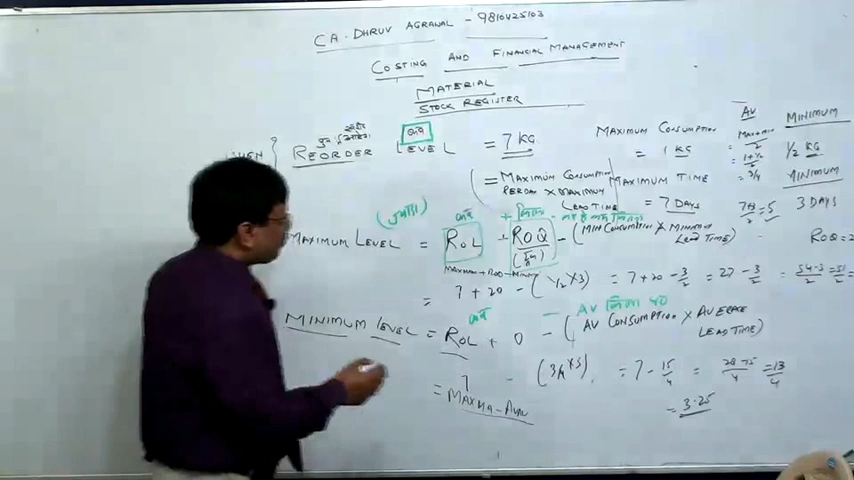 CA. DHRUV AGRAWAL - 9810425103
COSTING AND FINANCIAL MANAGEMENT
MATERIAL
STOCK REGISTER
REORDER LEVEL = 7 KG
= MAXIMUM CONSUMPTION PER DAY × MAXIMUM LEAD TIME
MAXIMUM CONSUMPTION = 1 KG
AV
MINIMUM
1/2 KG
= 3/4
MAXIMUM TIME = 7 DAYS
= 5
MINIMUM
3 DAYS
MAXIMUM LEVEL = ROL + ROQ - (MIN CONSUMPTION × MINIMUM LEAD TIME)
ROQ = 2
= 7 + 20 - (1/2 × 3) = 7 + 20 - 3/2 = 27 - 3/2 = 54-3/2 = 51/2
MINIMUM LEVEL = ROL + 0 - (AV CONSUMPTION × AVERAGE LEAD TIME)
= 7 - (3/4 × 5) = 7 - 15/4 = 28-15/4 = 13/4
= 3.25